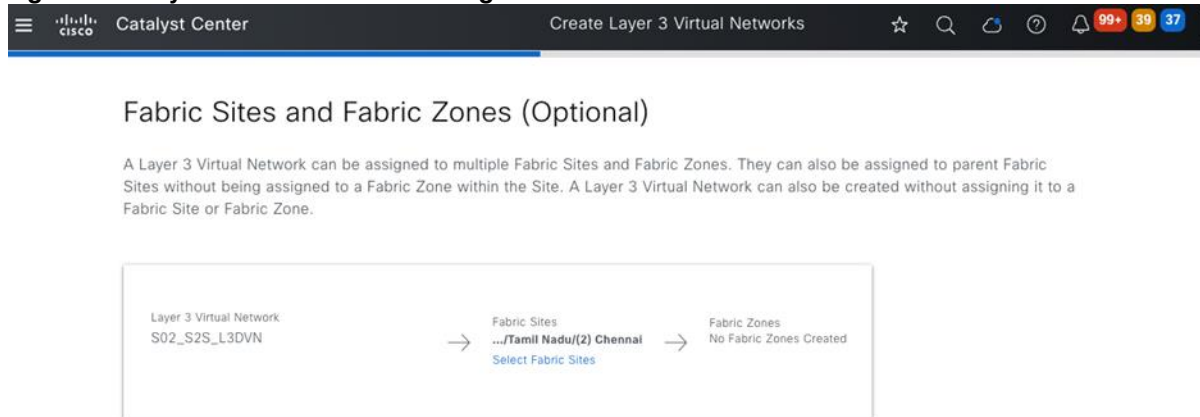 cisco Catalyst Center Create Layer 3 Virtual Networks 99+ 39 37
Fabric Sites and Fabric Zones (Optional)
A Layer 3 Virtual Network can be assigned to multiple Fabric Sites and Fabric Zones. They can also be assigned to parent Fabric
Sites without being assigned to a Fabric Zone within the Site. A Layer 3 Virtual Network can also be created without assigning it to a
Fabric Site or Fabric Zone.
Layer 3 Virtual Network
S02_S2S_L3DVN
Fabric Sites
.../Tamil Nadu/(2) Chennai
Select Fabric Sites
Fabric Zones
No Fabric Zones Created